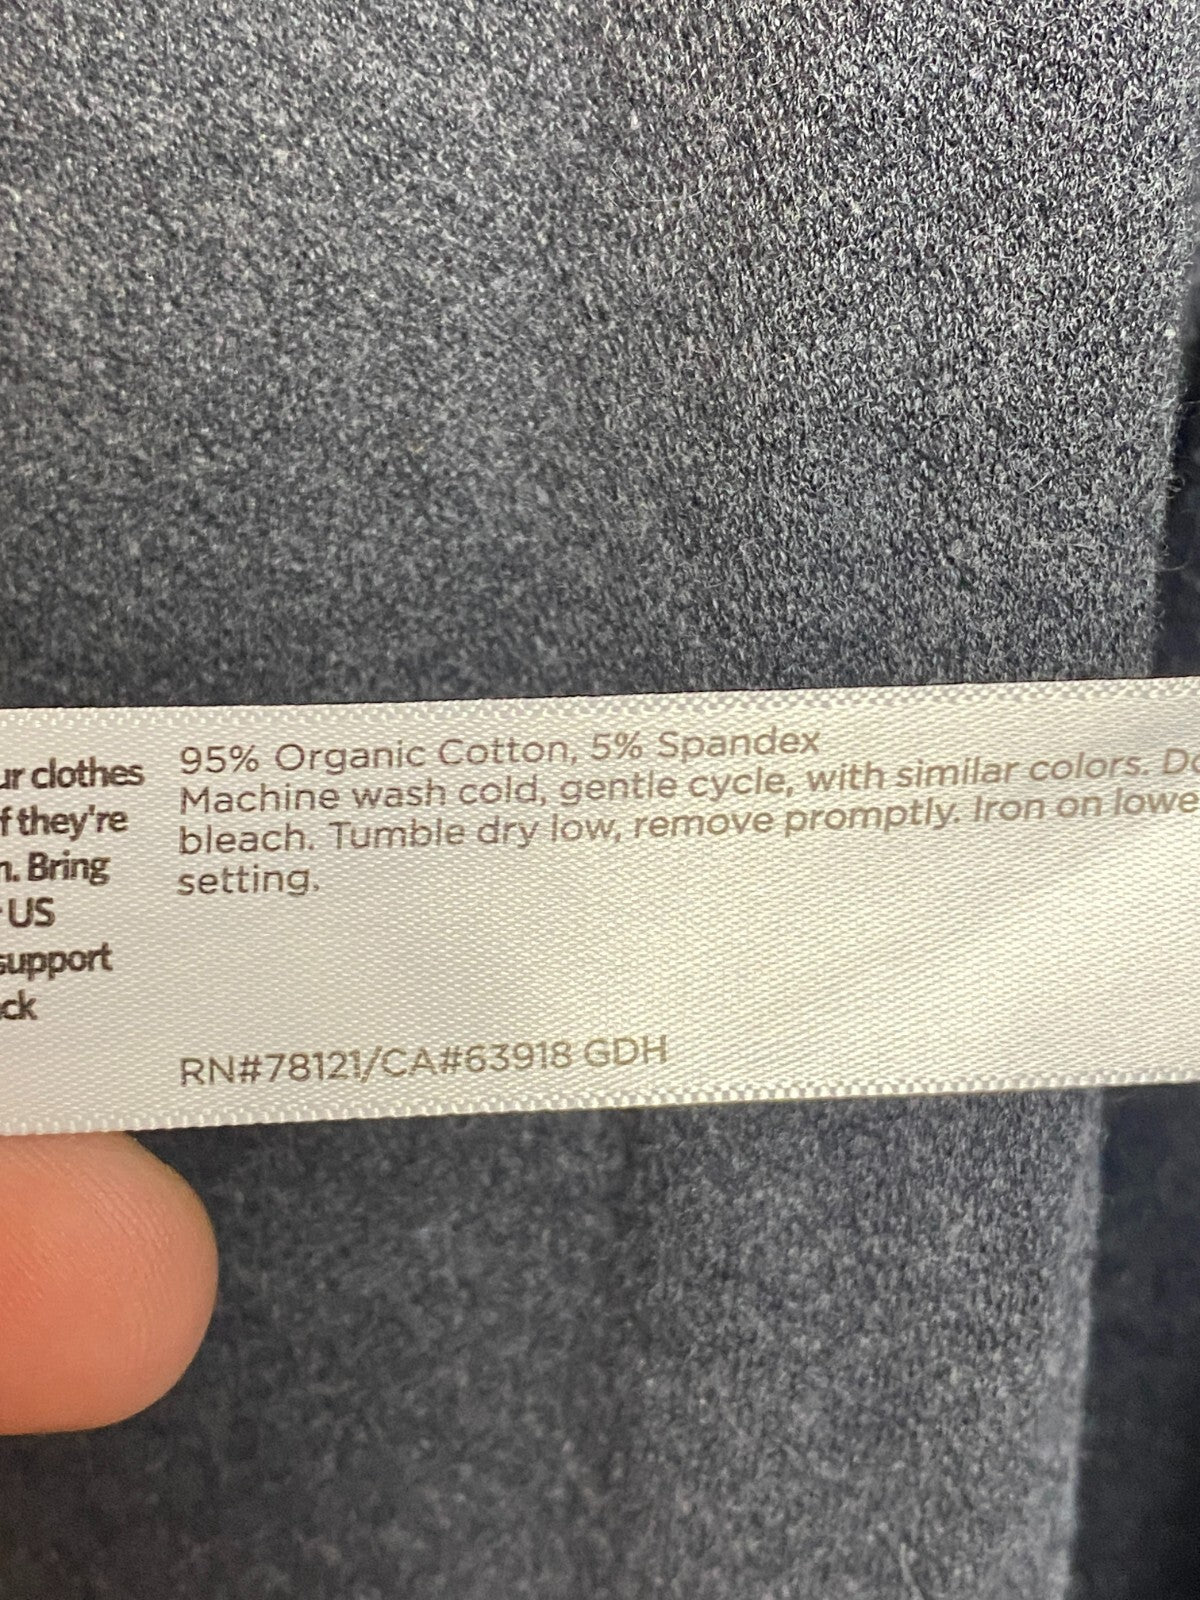 ur clothes
f they're
n. Bring
US
support
ck
95% Organic Cotton, 5% Spandex
Machine wash cold, gentle cycle, with similar colors. Do
bleach. Tumble dry low, remove promptly. Iron on lowe
setting.
RN#78121/CA#63918 GDH